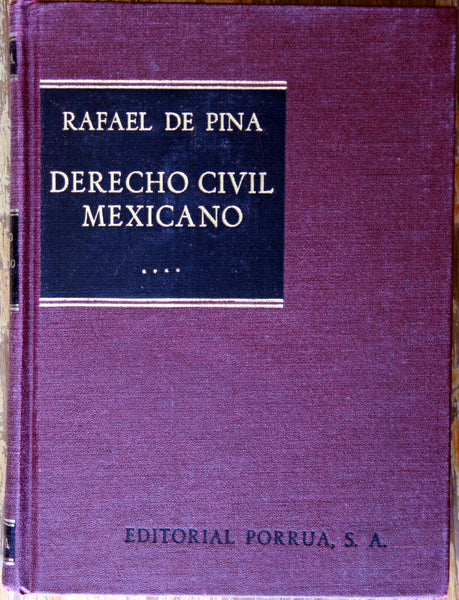 RAFAEL DE PINA
DERECHO CIVIL
MEXICANO
....
EDITORIAL PORRUA, S. A.